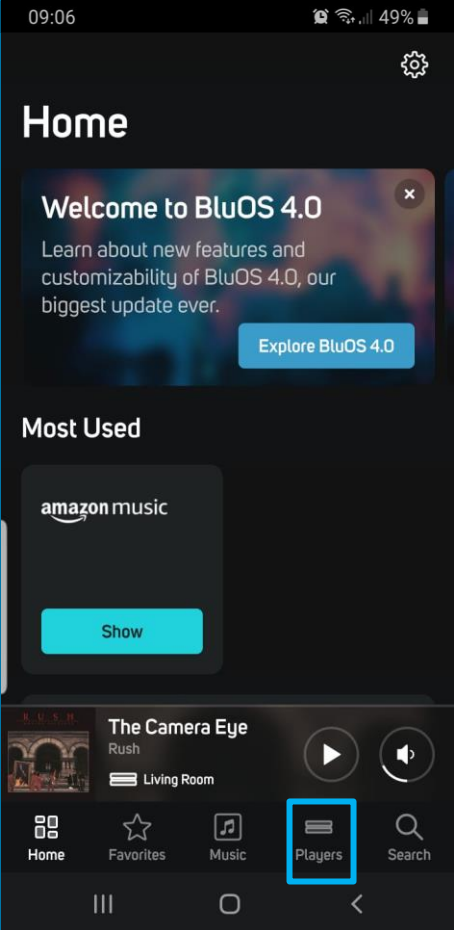 09:06
49%
Home
Welcome to BluOS 4.0
Learn about new features and
customizability of BluOS 4.0, our
biggest update ever.
Explore BluOS 4.0
Most Used
amazon music
Show
RUSH
The Camera Eye
Rush
Living Room
Home
Favorites
Music
Players
Search